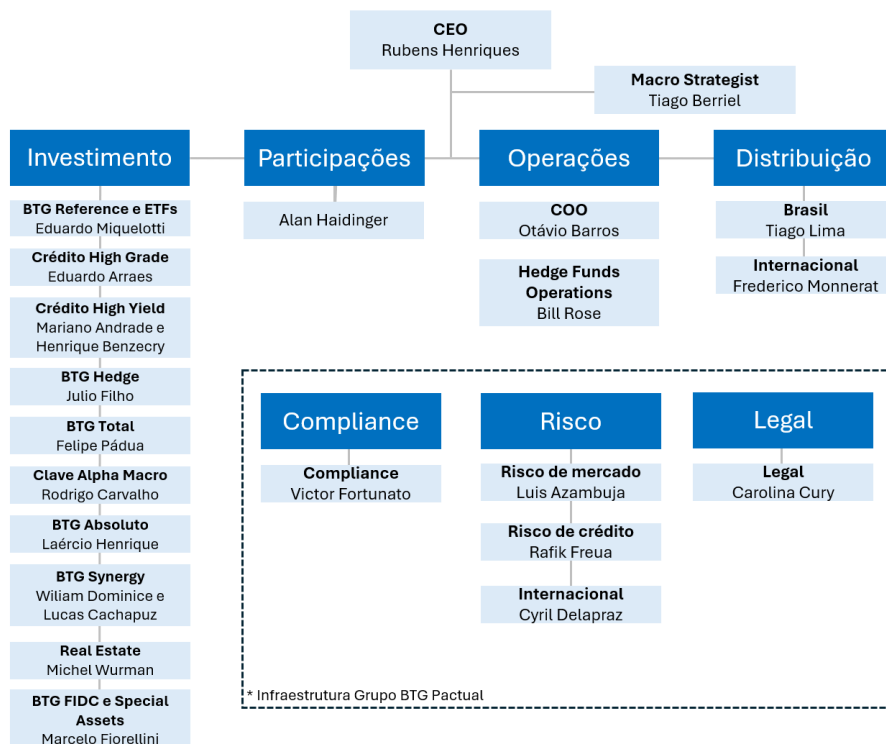 CEO
Rubens Henriques
Macro Strategist
Tiago Berriel
Investimento
BTG Reference e ETFs
Eduardo Miquelotti
Crédito High Grade
Eduardo Arraes
Crédito High Yield
Mariano Andrade e
Henrique Benzecry
BTG Hedge
Julio Filho
BTG Total
Felipe Pádua
Clave Alpha Macro
Rodrigo Carvalho
BTG Absoluto
Laércio Henrique
BTG Synergy
Wiliam Dominice e
Lucas Cachapuz
Real Estate
Michel Wurman
BTG FIDC e Special
Assets
Marcelo Fiorellini
Participações
Alan Haidinger
Operações
COO
Otávio Barros
Hedge Funds
Operations
Bill Rose
Distribuição
Brasil
Tiago Lima
Internacional
Frederico Monnerat
Compliance
Compliance
Victor Fortunato
Risco
Risco de mercado
Luis Azambuja
Risco de crédito
Rafik Freua
Internacional
Cyril Delapraz
Legal
Legal
Carolina Cury
* Infraestrutura Grupo BTG Pactual